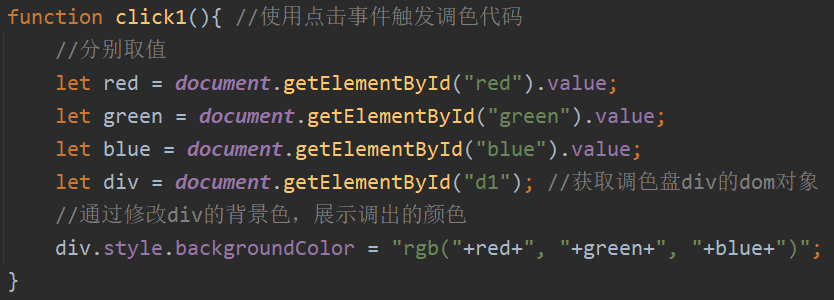 function click1(){ //使用点击事件触发调色代码
//分别取值
let red = document.getElementById("red").value;
let green = document.getElementById("green").value;
let blue = document.getElementById("blue").value;
let div = document.getElementById("d1"); //获取调色盘div的dom对象
//通过修改div的背景色，展示调出的颜色
div.style.backgroundColor = "rgb("+red+", "+green+", "+blue+")";
}